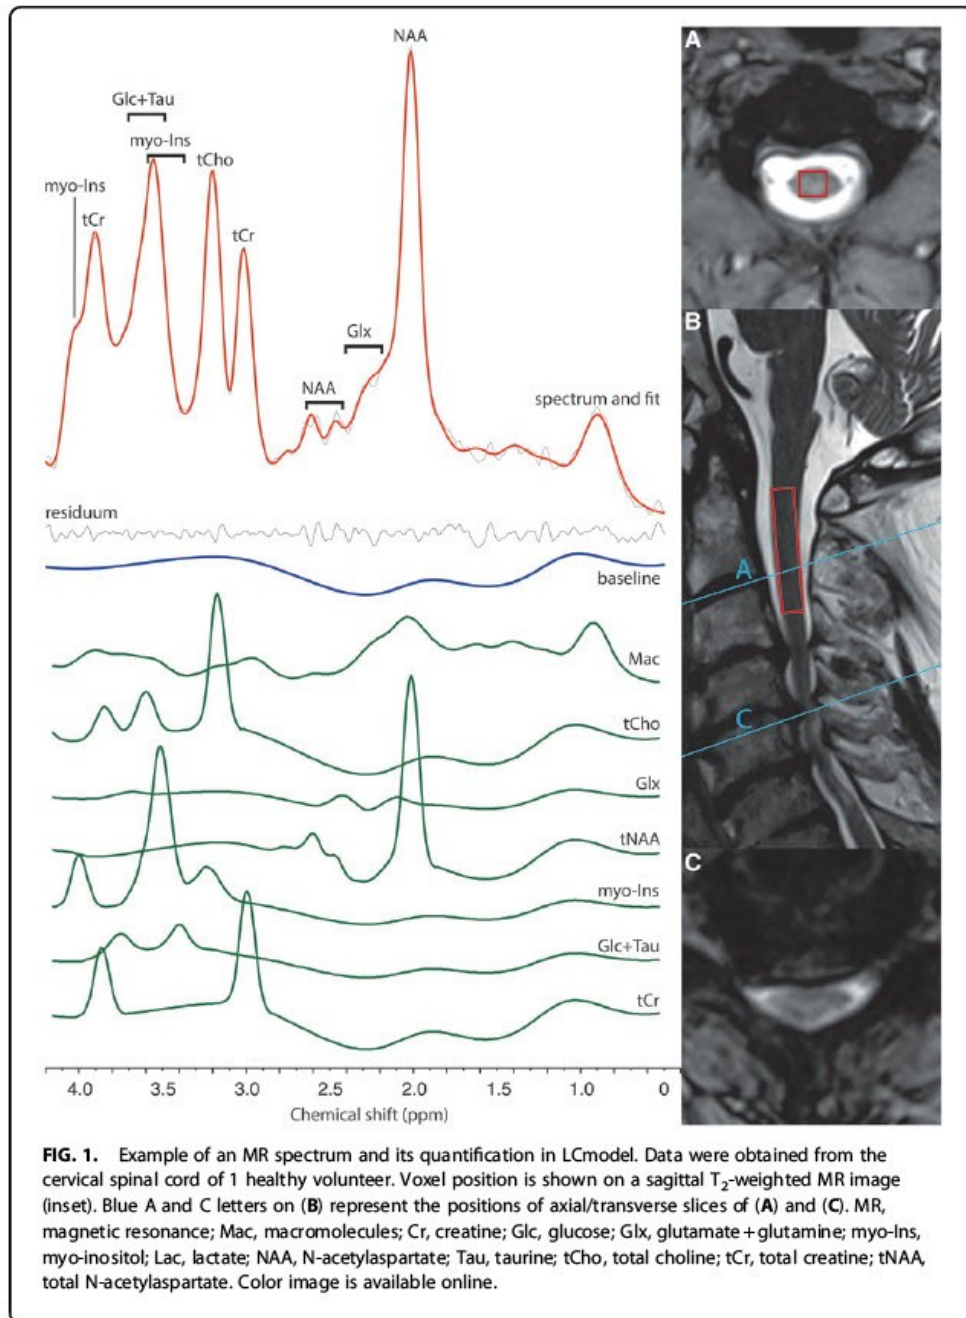 NAA
A
Glc+Tau
myo-Ins
tCho
myo-Ins
tCr
tCr
B
Glx
NAA
spectrum and fit
residuum
baseline
A
Mac
C
tCho
Glx
tNAA
C
myo-Ins
Glc+Tau
tCr
4.0 3.5 3.0 2.5 2.0 1.5 1.0 0
Chemical shift (ppm)
FIG. 1. Example of an MR spectrum and its quantification in LCmodel. Data were obtained from the
cervical spinal cord of 1 healthy volunteer. Voxel position is shown on a sagittal T₂-weighted MR image
(inset). Blue A and C letters on (B) represent the positions of axial/transverse slices of (A) and (C). MR,
magnetic resonance; Mac, macromolecules; Cr, creatine; Glc, glucose; Glx, glutamate + glutamine; myo-Ins,
myo-inositol; Lac, lactate; NAA, N-acetylaspartate; Tau, taurine; tCho, total choline; tCr, total creatine; tNAA,
total N-acetylaspartate. Color image is available online.